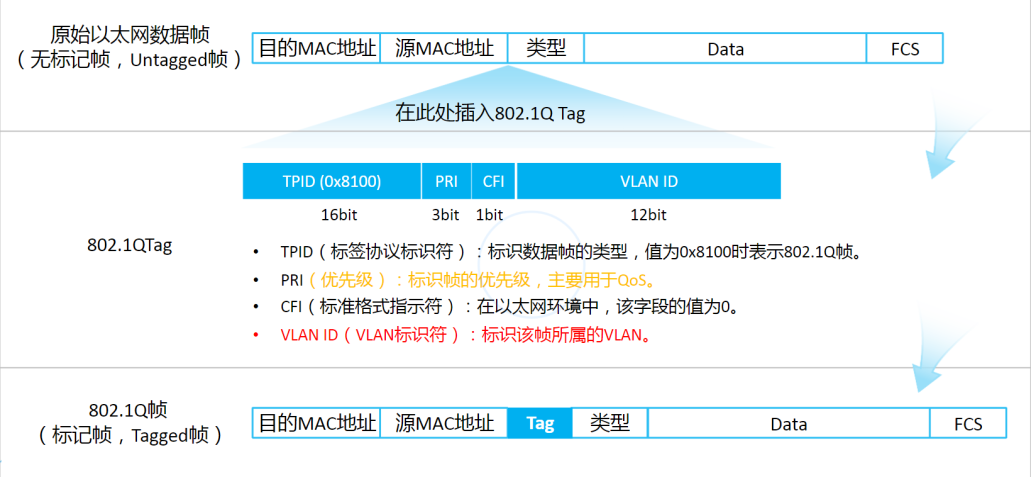 原始以太网数据帧
（无标记帧，Untagged帧）
目的MAC地址 源MAC地址 类型 Data FCS
在此处插入802.1Q Tag
TPID (0x8100) PRI CFI VLAN ID
16bit 3bit 1bit 12bit
802.1QTag
• TPID（标签协议标识符）：标识数据帧的类型，值为0x8100时表示802.1Q帧。
• PRI（优先级）：标识帧的优先级，主要用于QoS。
• CFI（标准格式指示符）：在以太网环境中，该字段的值为0。
• VLAN ID（VLAN标识符）：标识该帧所属的VLAN。
802.1Q帧
（标记帧，Tagged帧）
目的MAC地址 源MAC地址 Tag 类型 Data FCS